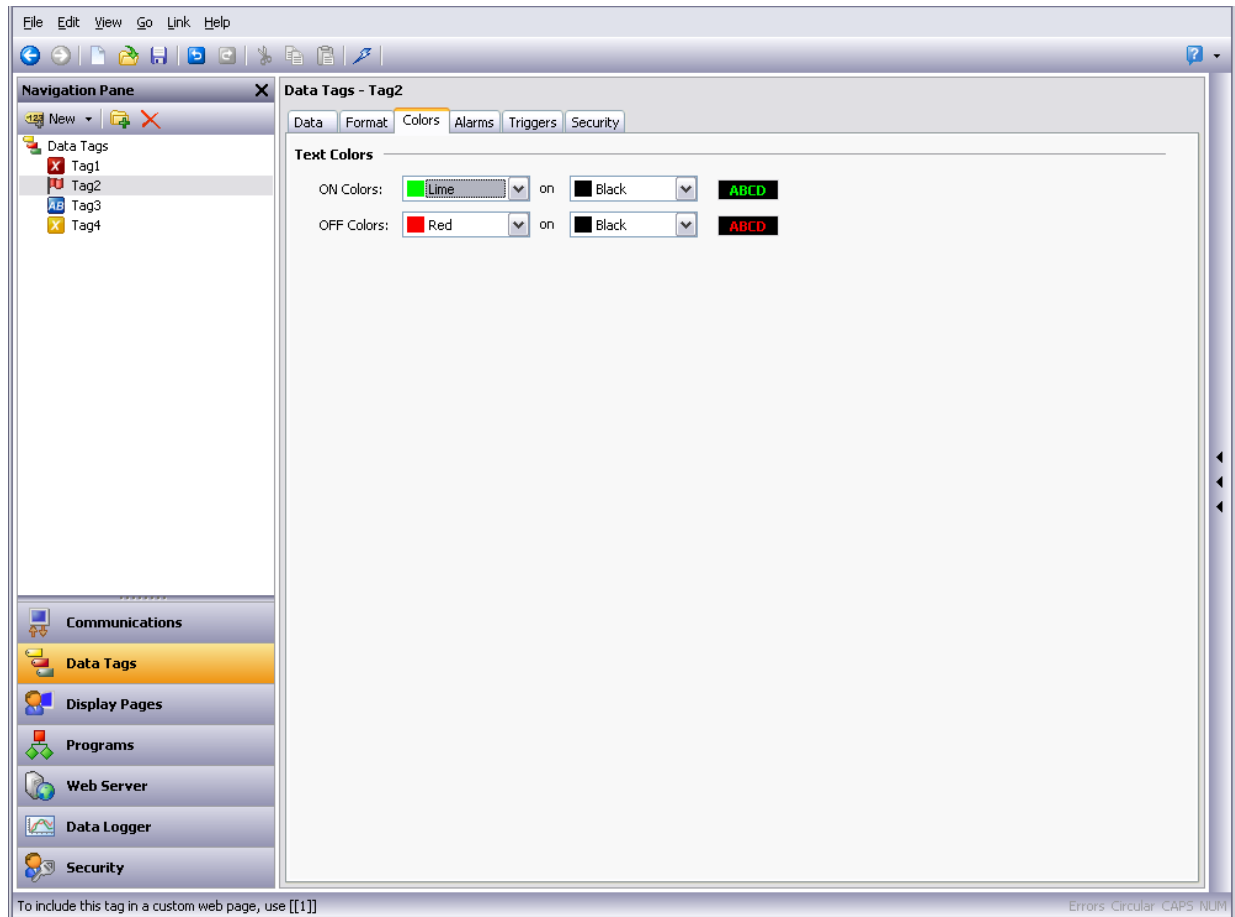 File Edit View Go Link Help
Navigation Pane
Data Tags - Tag2
New
Data Format Colors Alarms Triggers Security
Data Tags
Tag1
Tag2
Tag3
Tag4
Text Colors
ON Colors: Lime on Black ABCD
OFF Colors: Red on Black ABCD
Communications
Data Tags
Display Pages
Programs
Web Server
Data Logger
Security
To include this tag in a custom web page, use [[1]]
Errors Circular CAPS NUM